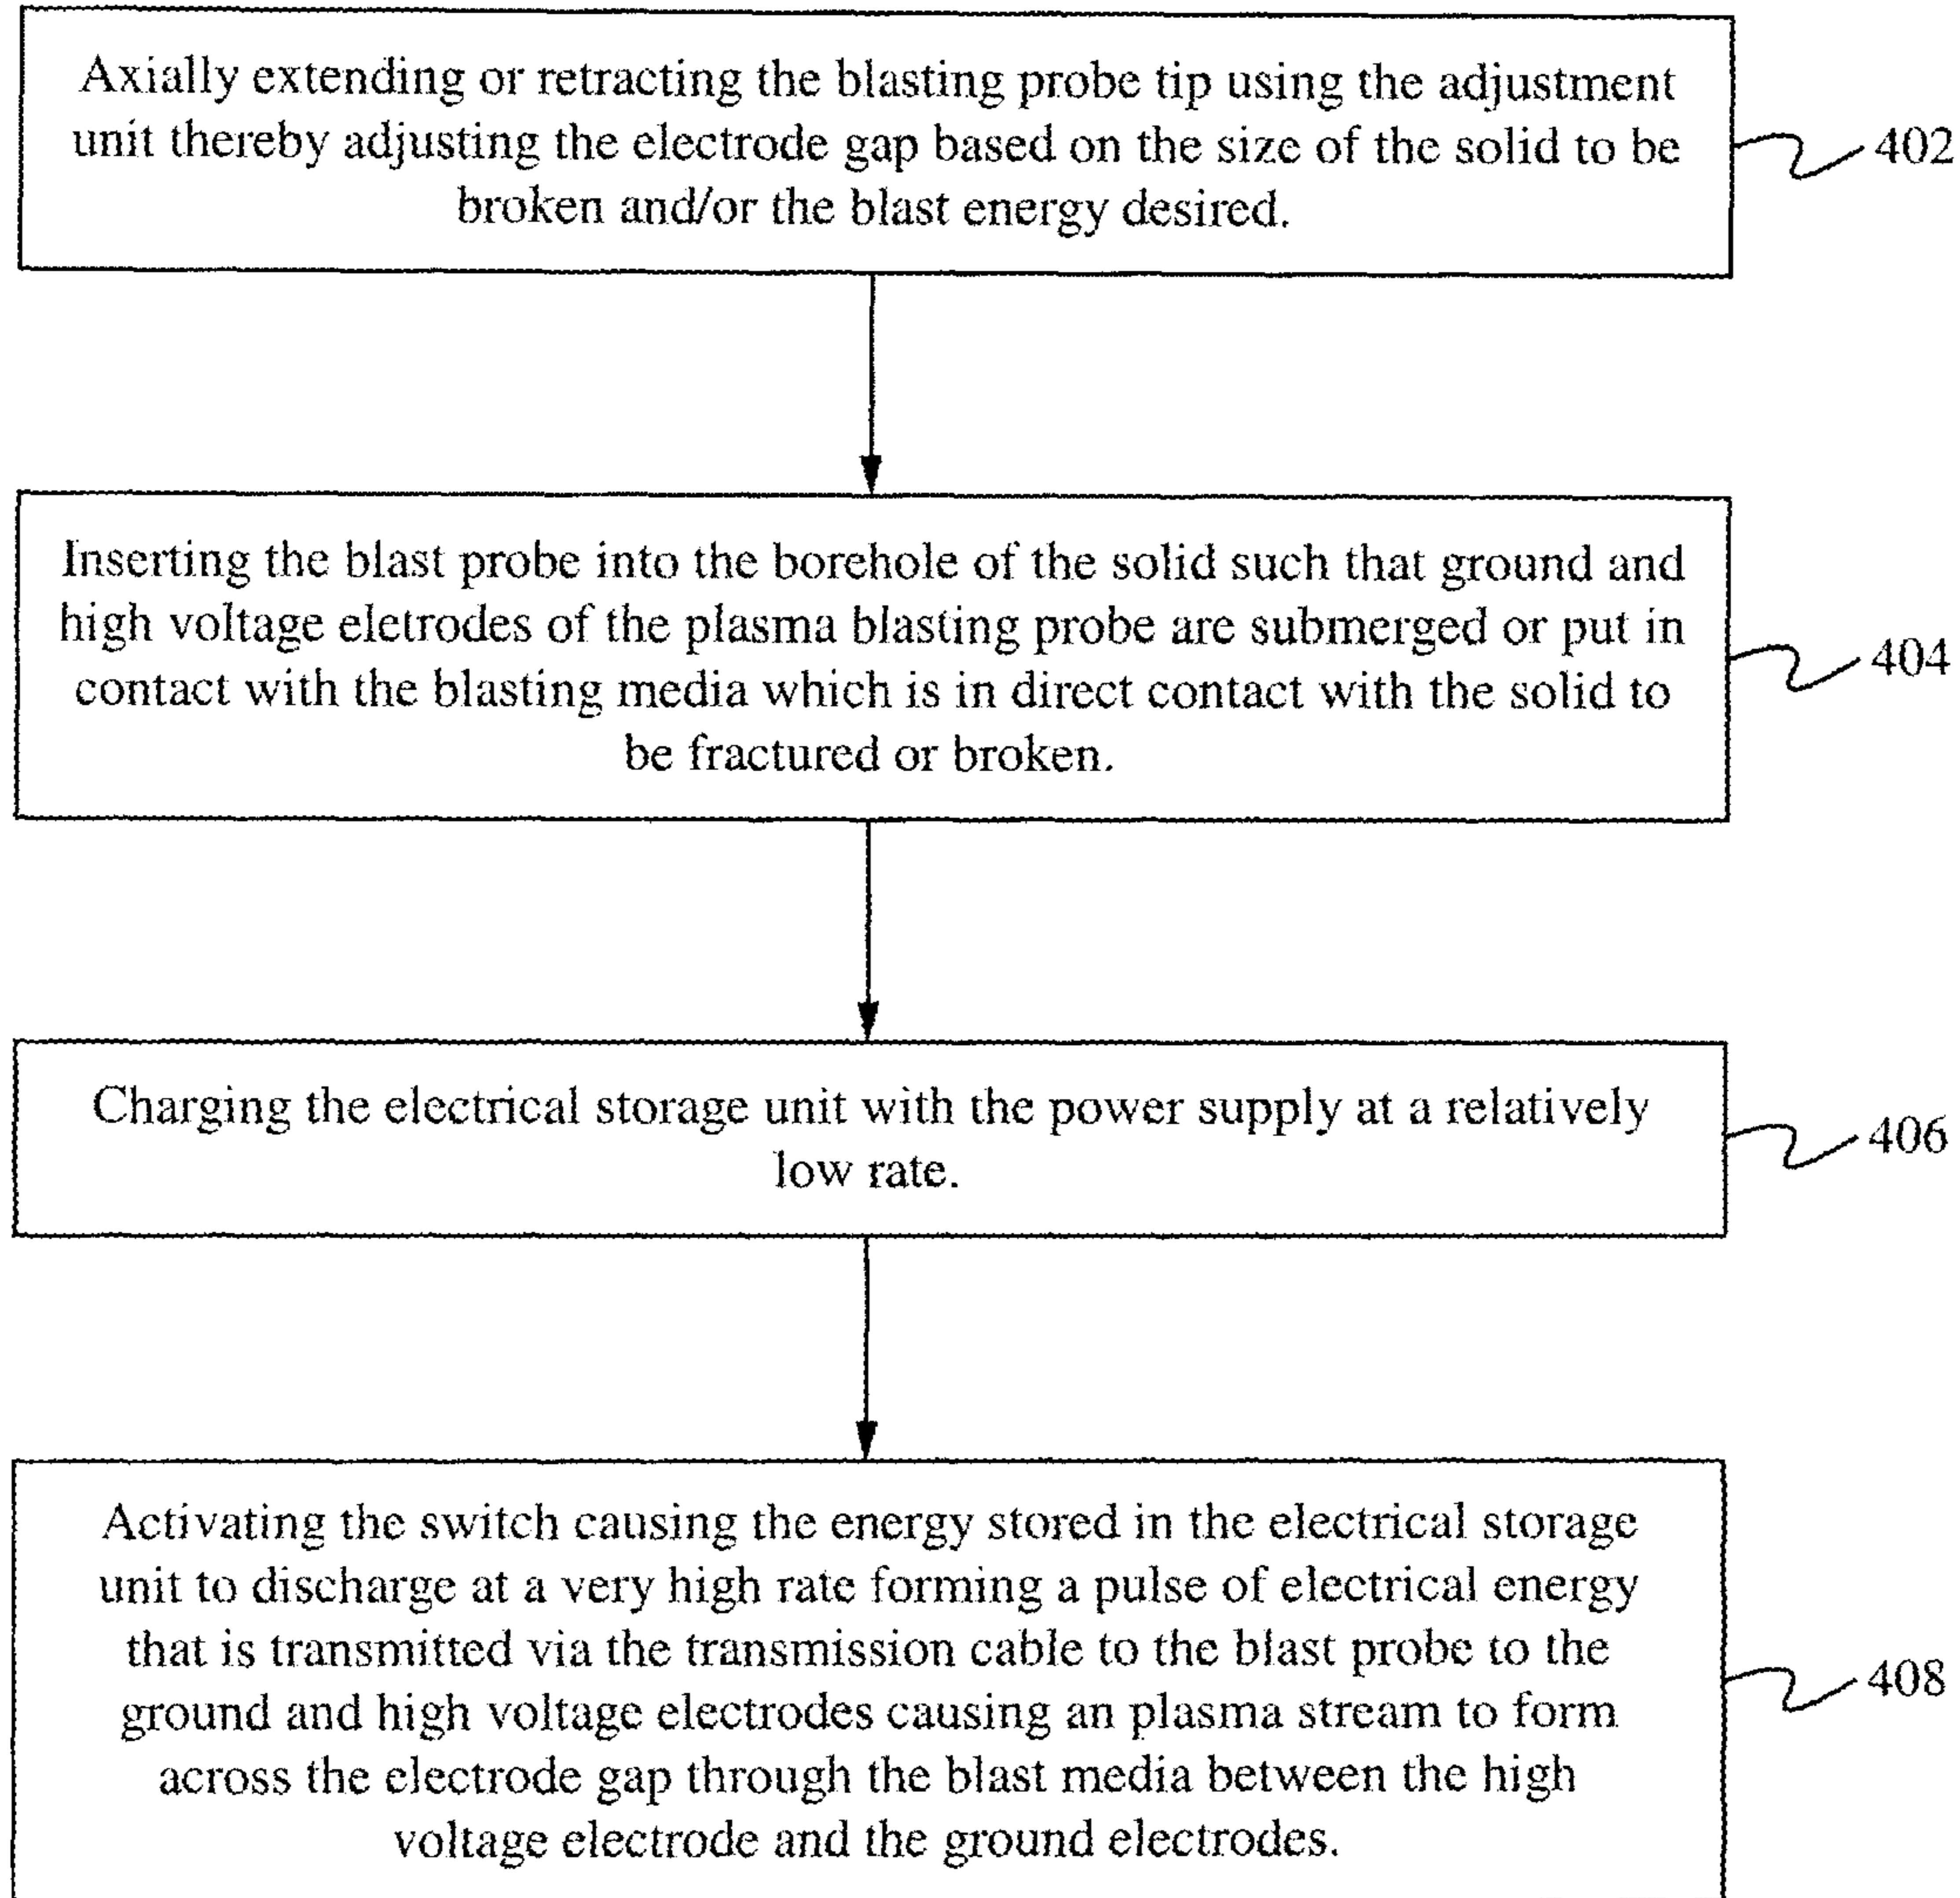 Axially extending or retracting the blasting probe tip using the adjustment
unit thereby adjusting the electrode gap based on the size of the solid to be
broken and/or the blast energy desired.
402
Inserting the blast probe into the borehole of the solid such that ground and
high voltage eletrodes of the plasma blasting probe are submerged or put in
contact with the blasting media which is in direct contact with the solid to
be fractured or broken.
404
Charging the electrical storage unit with the power supply at a relatively
low rate.
406
Activating the switch causing the energy stored in the electrical storage
unit to discharge at a very high rate forming a pulse of electrical energy
that is transmitted via the transmission cable to the blast probe to the
ground and high voltage electrodes causing an plasma stream to form
across the electrode gap through the blast media between the high
voltage electrode and the ground electrodes.
408